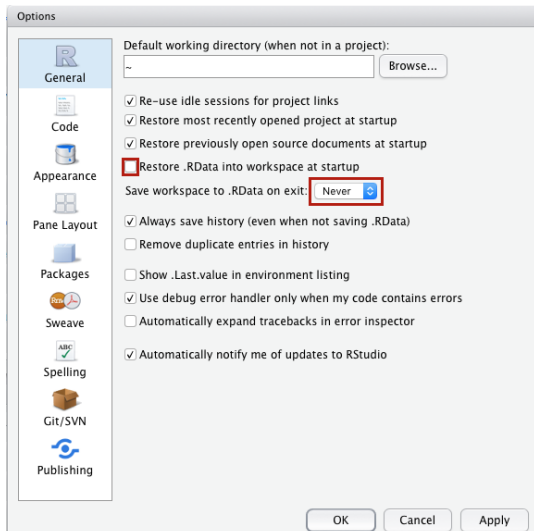 Options
General
Code
Appearance
Pane Layout
Packages
Sweave
Spelling
Git/SVN
Publishing
Default working directory (when not in a project):
~
Browse...
Re-use idle sessions for project links
Restore most recently opened project at startup
Restore previously open source documents at startup
Restore .RData into workspace at startup
Save workspace to .RData on exit: Never
Always save history (even when not saving .RData)
Remove duplicate entries in history
Show .Last.value in environment listing
Use debug error handler only when my code contains errors
Automatically expand tracebacks in error inspector
Automatically notify me of updates to RStudio
OK Cancel Apply